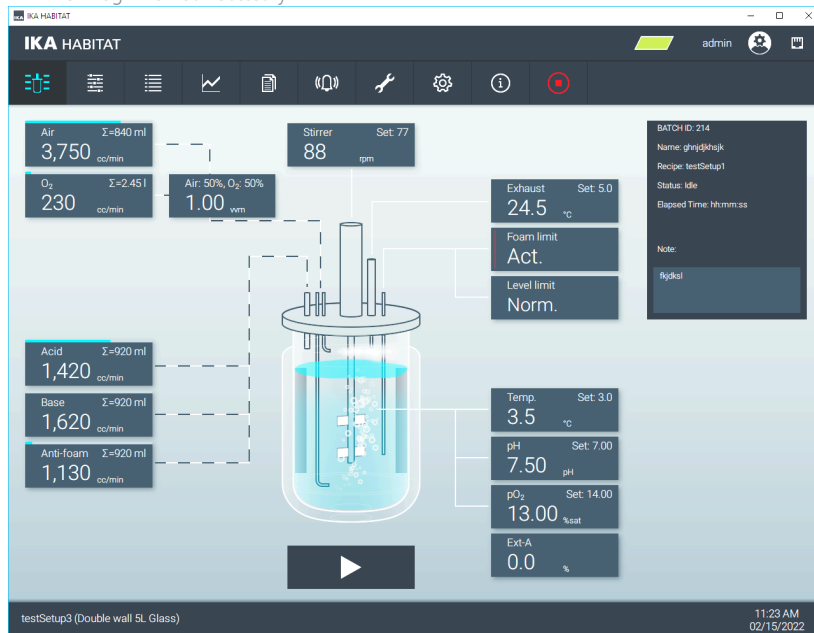 IKA HABITAT
IKA HABITAT
admin
Air Σ=840 ml
3,750 cc/min
O₂ Σ=2.45 l
230 cc/min
Air: 50%, O₂: 50%
1.00 vvm
Stirrer Set: 77
88 rpm
Exhaust Set: 5.0
24.5 °C
Foam limit
Act.
Level limit
Norm.
BATCH ID: 214
Name: ghnjdjkhsjk
Recipe: testSetup1
Status: Idle
Elapsed Time: hh:mm:ss
Note:
fkjdksl
Acid Σ=920 ml
1,420 cc/min
Base Σ=920 ml
1,620 cc/min
Anti-foam Σ=920 ml
1,130 cc/min
Temp. Set: 3.0
3.5 °C
pH Set: 7.00
7.50 pH
pO₂ Set: 14.00
13.00 %sat
Ext-A
0.0 %
testSetup3 (Double wall 5L Glass)
11:23 AM
02/15/2022